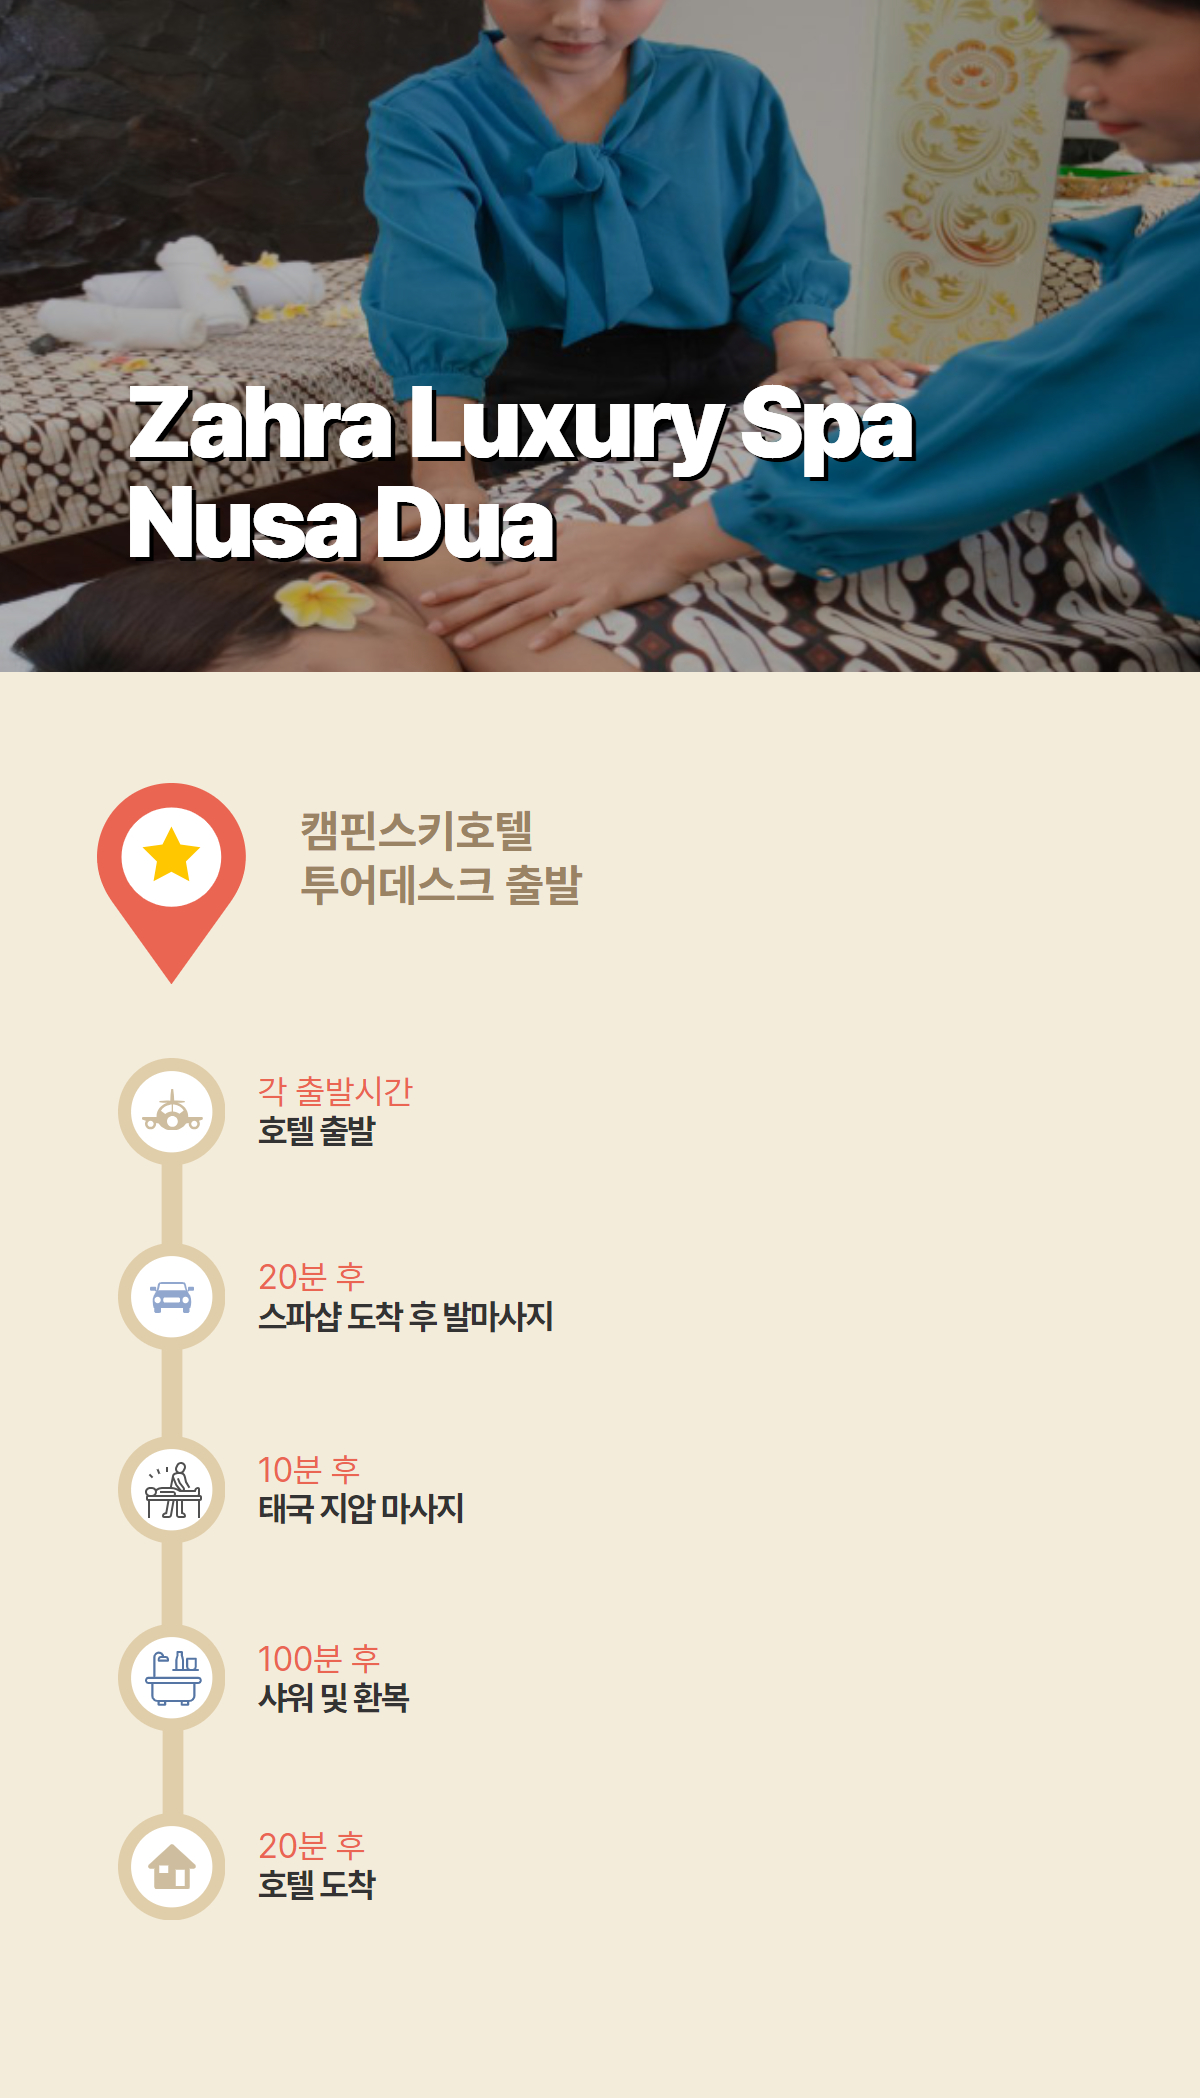 Zahra Luxury Spa
Nusa Dua
캠핀스키호텔
투어데스크 출발
각 출발시간
호텔 출발
20분 후
스파샵 도착 후 발마사지
10분 후
태국 지압 마사지
100분 후
샤워 및 환복
20분 후
호텔 도착